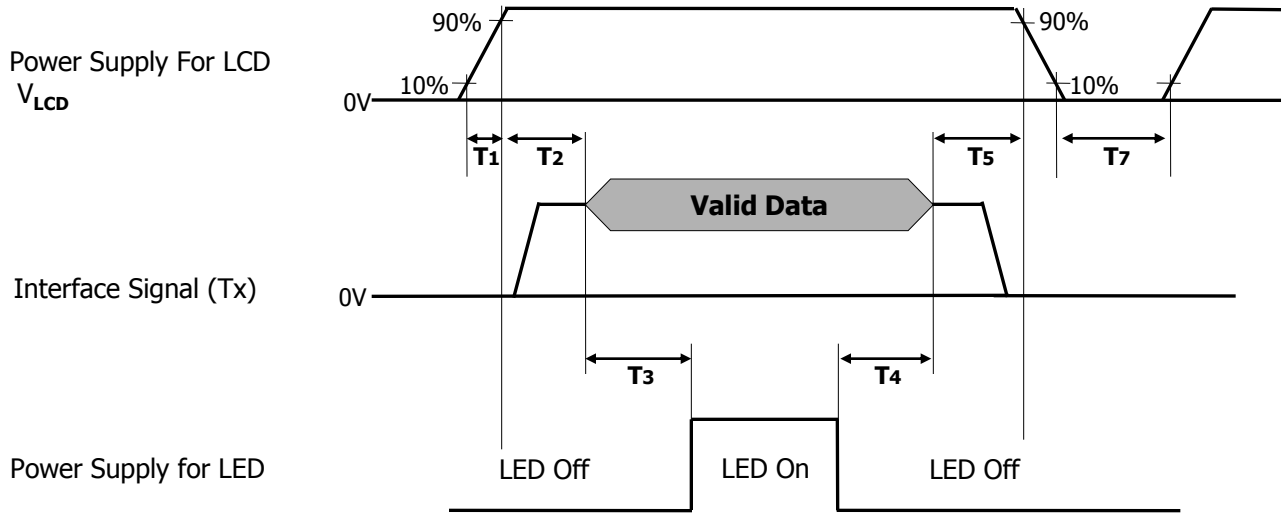 90%
90%
Power Supply For LCD
VLCD
10%
10%
0V
T1
T2
T5
T7
Valid Data
Interface Signal (Tx)
0V
T3
T4
Power Supply for LED
LED Off
LED On
LED Off